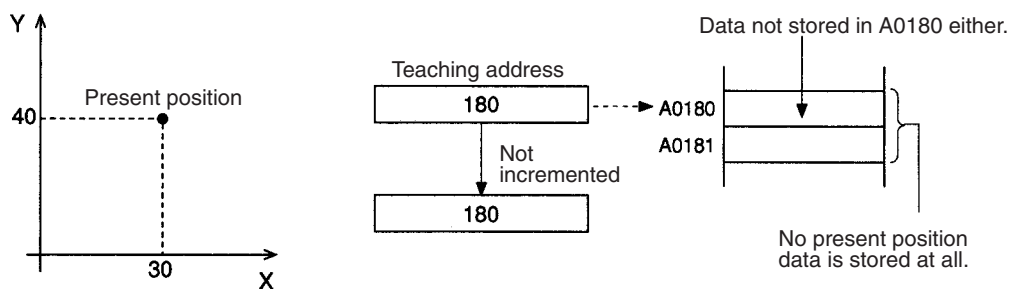 Y
40
Present position
30
X
Teaching address
180
Not
incremented
180
Data not stored in A0180 either.
A0180
A0181
No present position
data is stored at all.